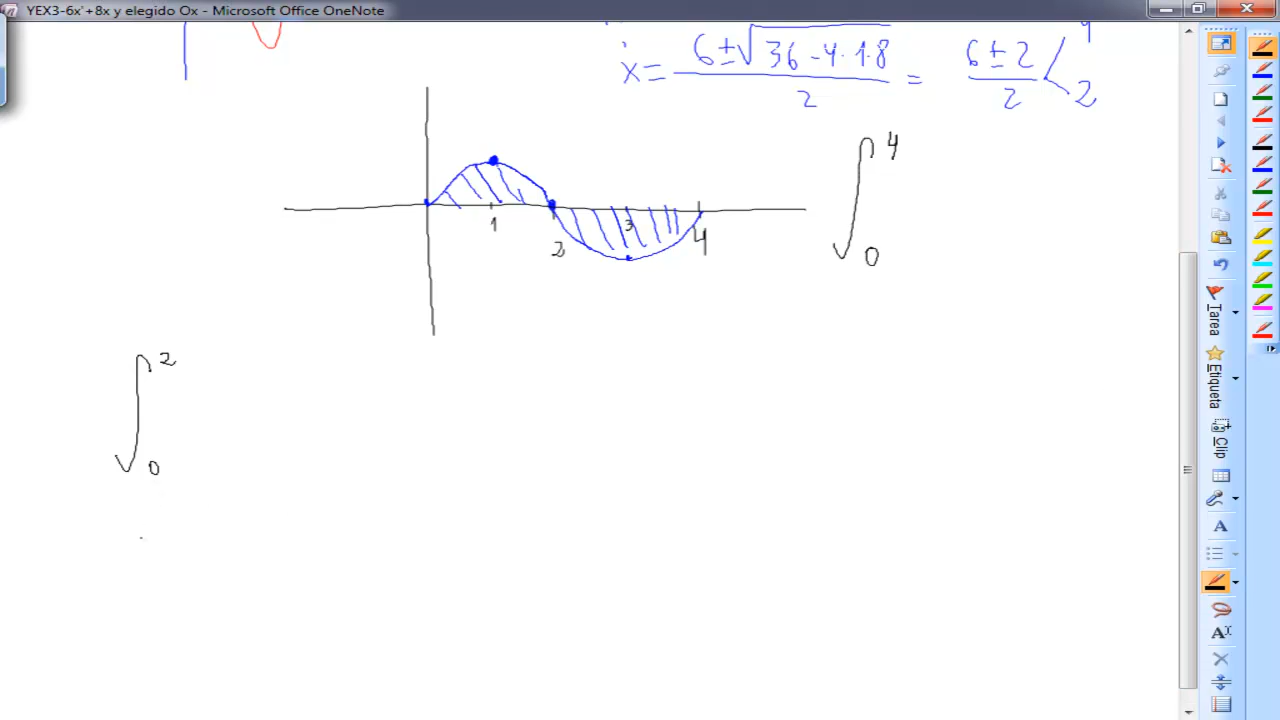 YEX3-6x'+8x y elegido Ox - Microsoft Office OneNote
x = 6 ± √36 - 4 · 1 · 8 / 2 = 6 ± 2 / 2 < 4
2
1
2
3
4
∫ 4
0
∫ 2
0
Tarea
Etiqueta
Clip